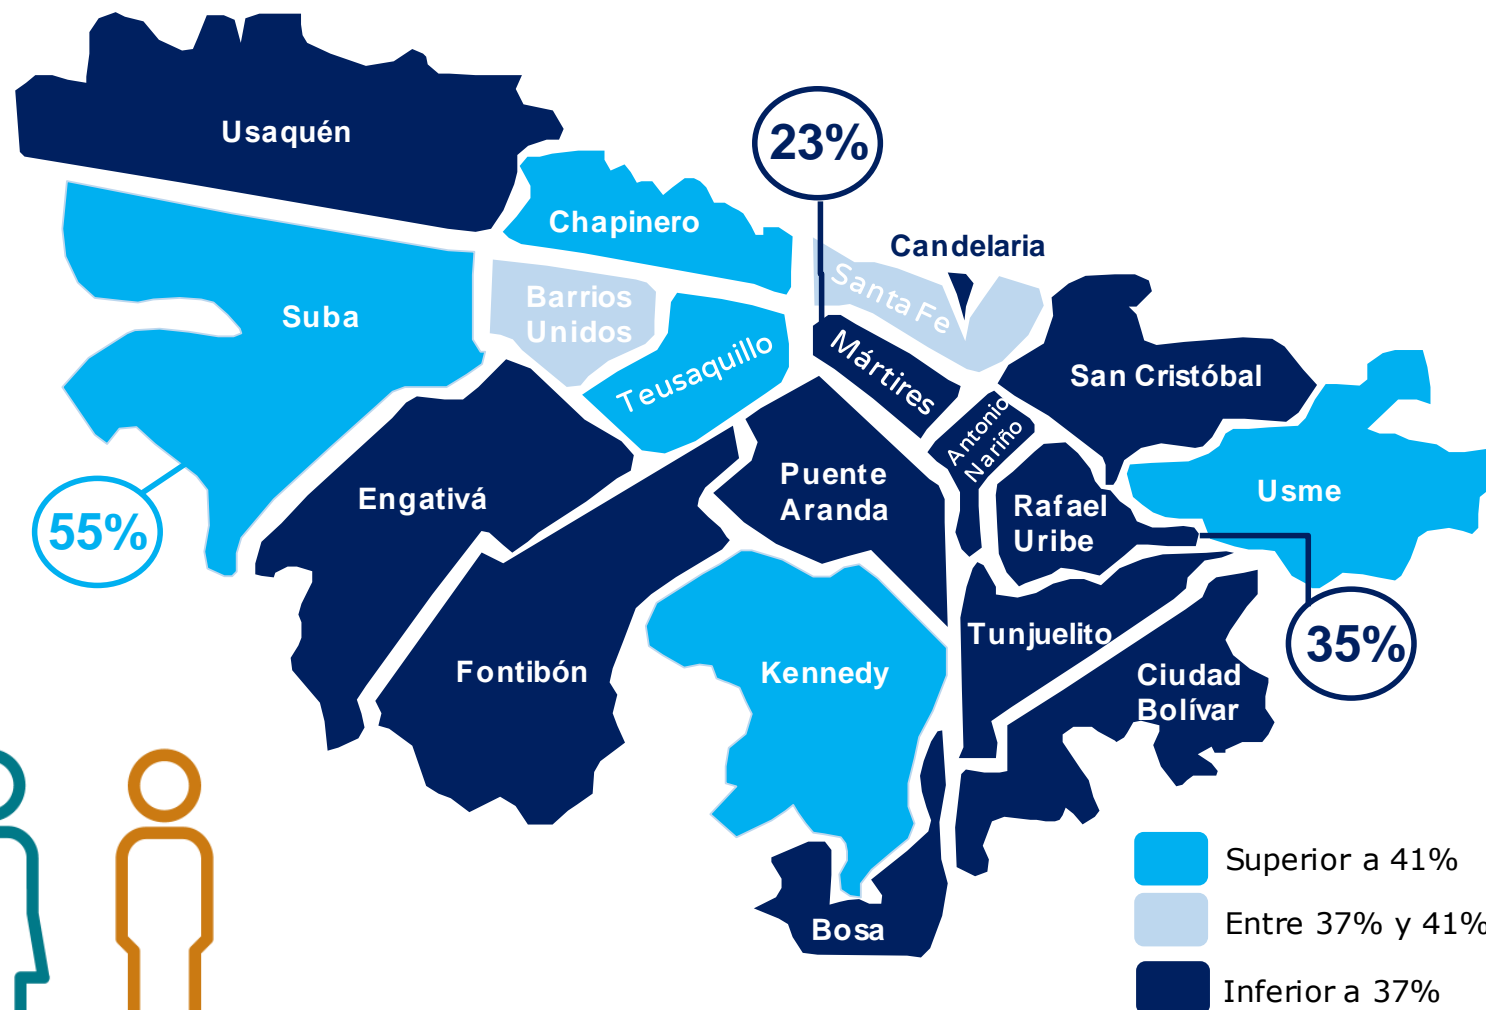 Usaquén
23%
Chapinero
Candelaria
Santa Fe
Barrios
Unidos
Suba
Teusaquillo
Mártires
San Cristóbal
Antonio
Nariño
Puente
Aranda
Engativá
Rafael
Uribe
Usme
55%
Tunjuelito
35%
Fontibón
Kennedy
Ciudad
Bolívar
Bosa
Superior a 41%
Entre 37% y 41%
Inferior a 37%